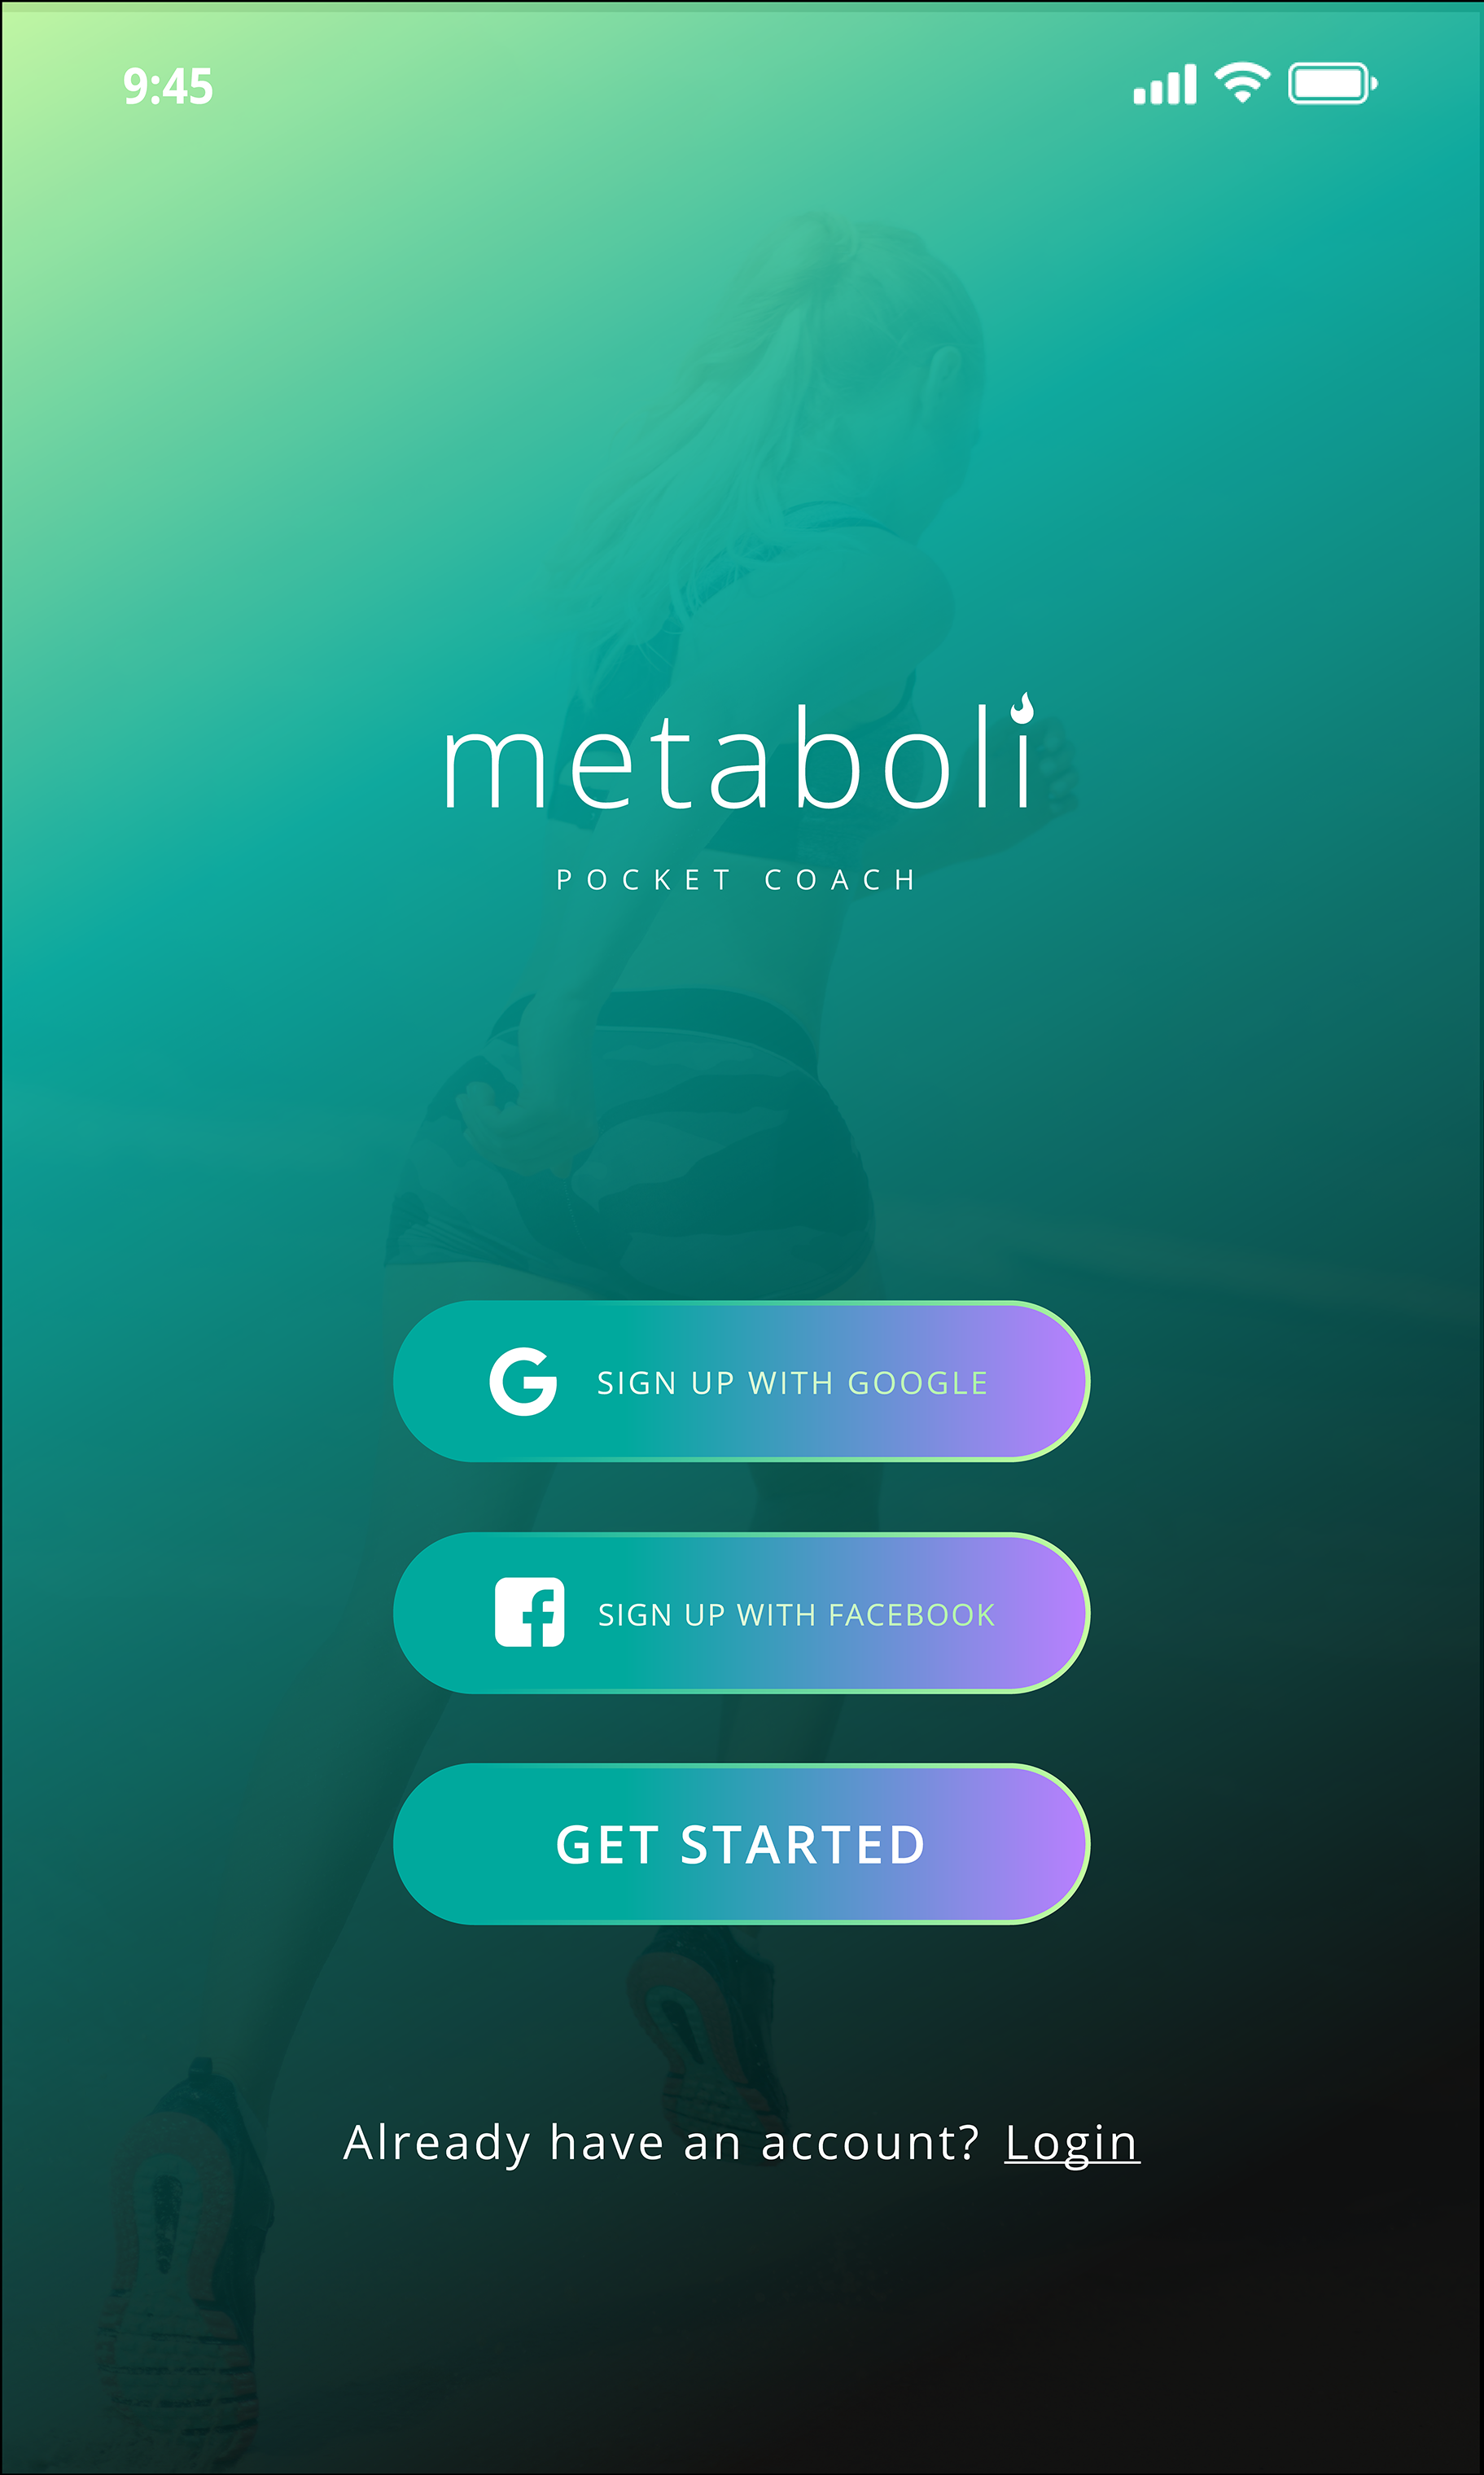 9:45
metaboli
POCKET COACH
SIGN UP WITH GOOGLE
SIGN UP WITH FACEBOOK
GET STARTED
Already have an account? Login